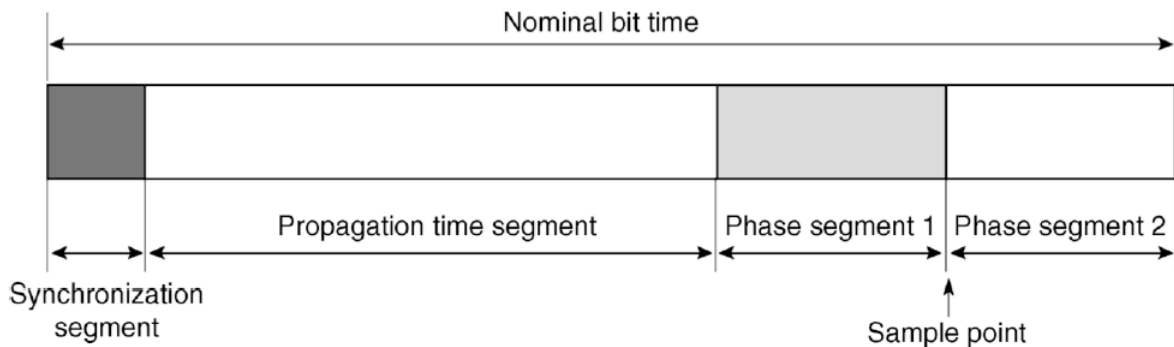 Nominal bit time
Propagation time segment
Phase segment 1
Phase segment 2
Synchronization
segment
Sample point